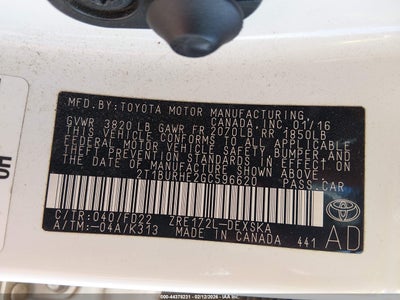 MFD.BY:TOYOTA MOTOR MANUFACTURING
CANADA,INC.01/16
GVWR 3820LB GAWR FR 2020LB RR 1850LB
THIS VEHICLE CONFORMS TO ALL APPLICABLE
FEDERAL MOTOR VEHICLE SAFETY, BUMPER, AND
THEFT PREVENTION STANDARDS IN EFFECT ON
THE DATE OF MANUFACTURE SHOWN ABOVE.
2T1BURHE2GC596620 PASS.CAR
C/TR:040/FD22 ZRE172L-DEXSKA
A/TM:-04A/K313 MADE IN CANADA 441
AD
TOYOTA
IAA 000-44378231 - 02/12/2026 - IAA